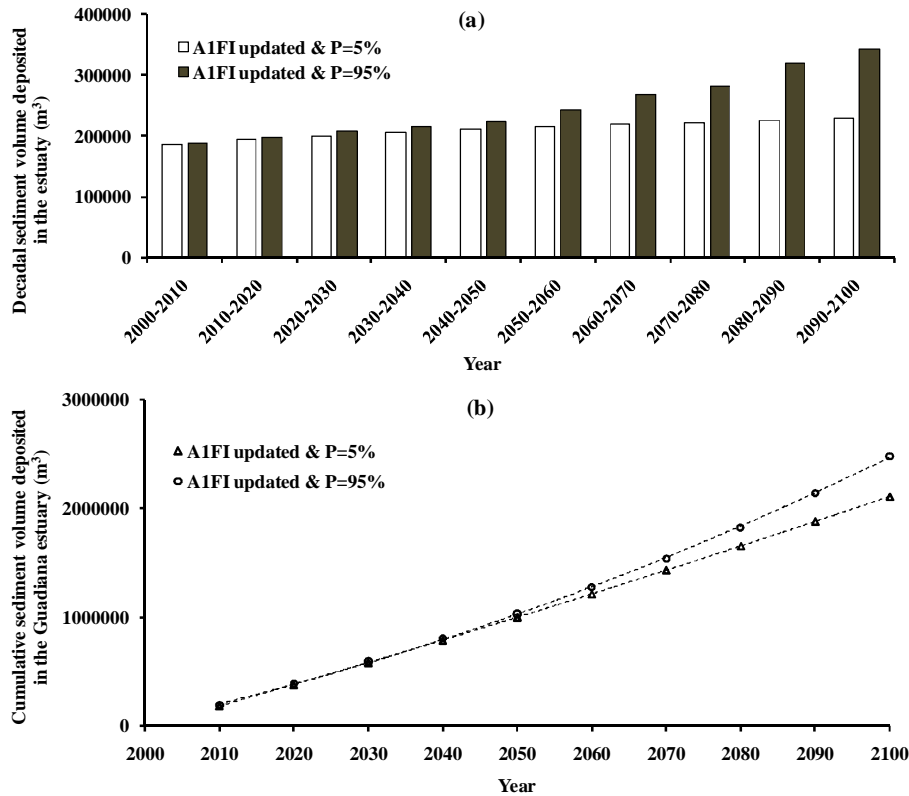 (a)
A1FI updated & P=5%
A1FI updated & P=95%
Decadal sediment volume deposited
in the estuaty (m³)
400000
300000
200000
100000
0
2000-2010
2010-2020
2020-2030
2030-2040
2040-2050
2050-2060
2060-2070
2070-2080
2080-2090
2090-2100
Year
(b)
A1FI updated & P=5%
A1FI updated & P=95%
Cumulative sediment volume deposited
in the Guadiana estuary (m³)
3000000
2000000
1000000
0
2000 2010 2020 2030 2040 2050 2060 2070 2080 2090 2100
Year